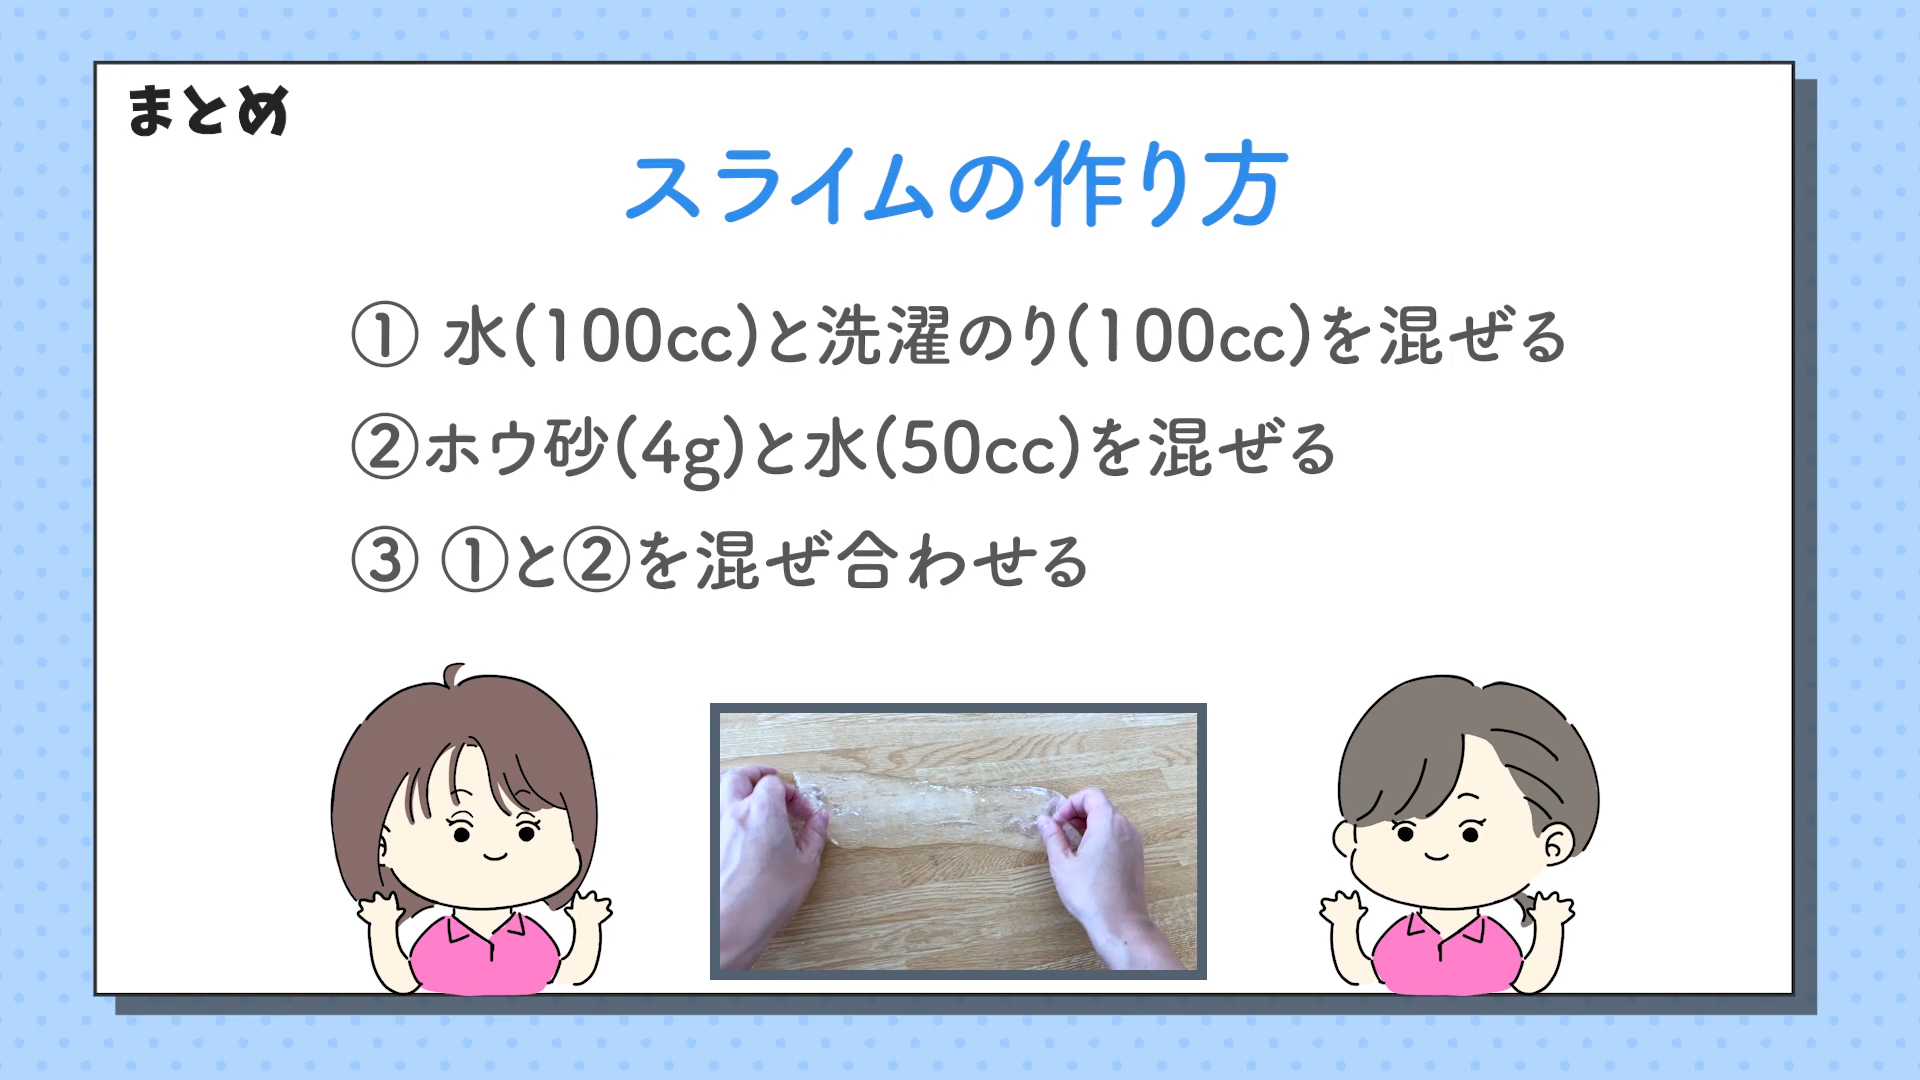 まとめ
スライムの作り方
① 水(100cc)と洗濯のり(100cc)を混ぜる
②ホウ砂(4g)と水(50cc)を混ぜる
③ ①と②を混ぜ合わせる